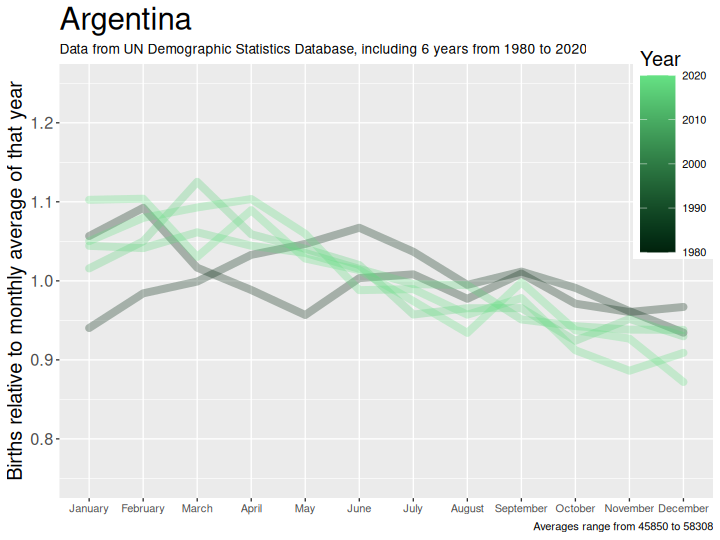 Argentina
Data from UN Demographic Statistics Database, including 6 years from 1980 to 2020
Year
2020
2010
2000
1990
1980
Births relative to monthly average of that year
1.2
1.1
1.0
0.9
0.8
January February March April May June July August September October November December
Averages range from 45850 to 58308